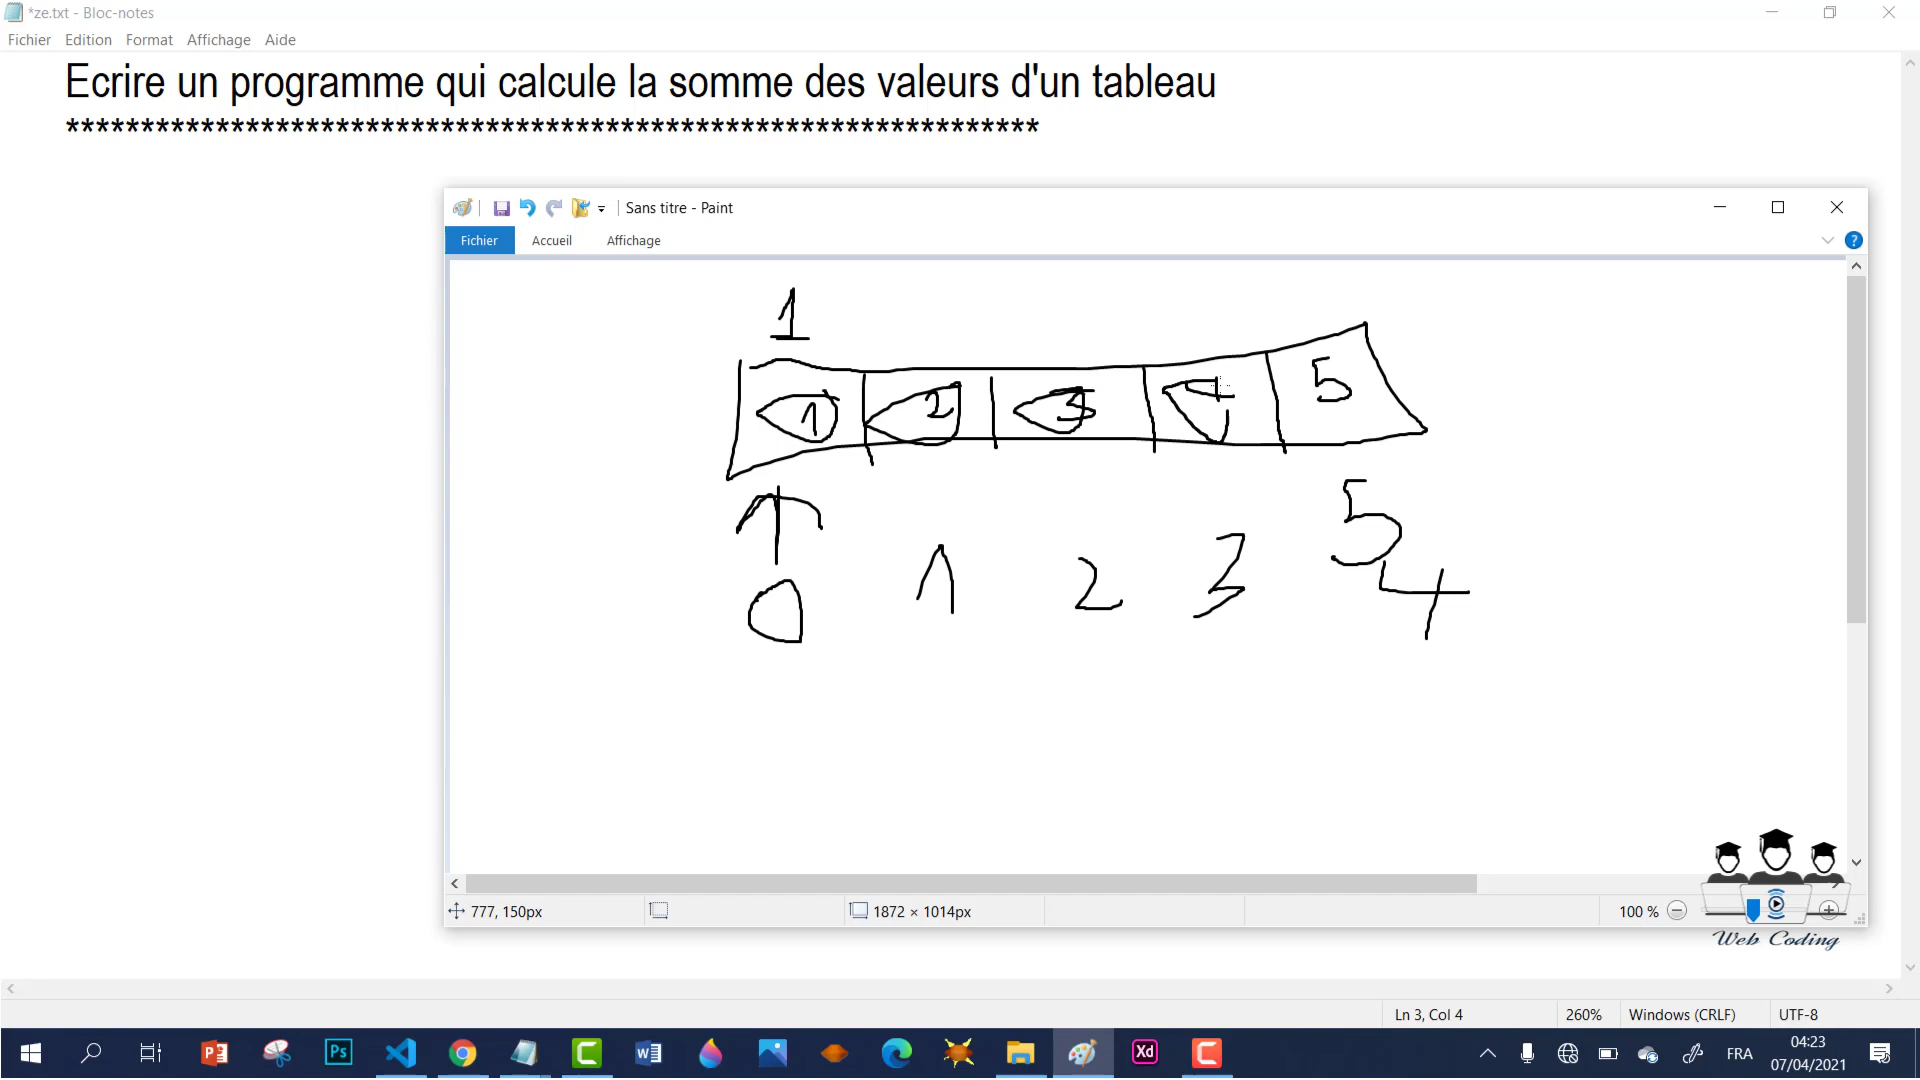 *ze.txt - Bloc-notes
Fichier Edition Format Affichage Aide
Ecrire un programme qui calcule la somme des valeurs d'un tableau
*****************************************************************
Sans titre - Paint
Fichier Accueil Affichage
1
1 2 3 4 5
5
0 1 2 3 4
777, 150px 1872 × 1014px 100 %
Web Coding
Ln 3, Col 4 260% Windows (CRLF) UTF-8
FRA 04:23
07/04/2021